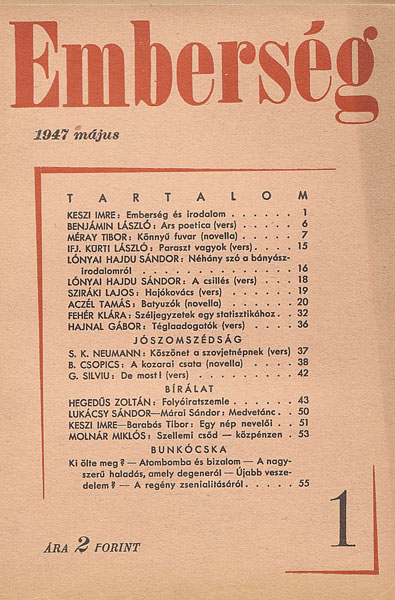 Emberség
1947 május
TARTALOM
KESZI IMRE: Emberség és irodalom . . . . . . 1
BENJÁMIN LÁSZLÓ: Ars poetica (vers) . . . . . 6
MÉRAY TIBOR: Könnyű fuvar (novella) . . . . . 7
IFJ. KÜRTI LÁSZLÓ: Paraszt vagyok (vers) . . . . 15
LÓNYAI HAJDU SÁNDOR: Néhány szó a bányász-
irodalomról . . . . . . . . . . . . . . 16
LÓNYAI HAJDU SÁNDOR: A csillés (vers) . . . . 18
SZIRÁKI LAJOS: Hajókovács (vers) . . . . . . 19
ACZÉL TAMÁS: Batyuzók (novella) . . . . . . 20
FEHÉR KLÁRA: Széljegyzetek egy statisztikához . . 32
HAJNAL GÁBOR: Téglaadogatók (vers) . . . . . 36
JÓSZOMSZÉDSÁG
S. K. NEUMANN: Köszönet a szovjetnépnek (vers) 37
B. CSOPICS: A kozarai csata (novella) . . . . . 38
G. SILVIU: De most! (vers) . . . . . . . . 42
BÍRÁLAT
HEGEDŰS ZOLTÁN: Folyóiratszemle . . . . . . 43
LUKÁCSY SÁNDOR—Márai Sándor: Medvetánc . . 50
KESZI IMRE—Barabás Tibor: Egy nép nevelői . . 51
MOLNÁR MIKLÓS: Szellemi csőd — közpénzen . 53
BUNKÓCSKA
Ki ölte meg? — Atombomba és bizalom — A nagy-
szerű haladás, amely degenerál — Újabb vesze-
delem? — A regény zsenialitásáról . . . . . 55
1
ÁRA 2 FORINT